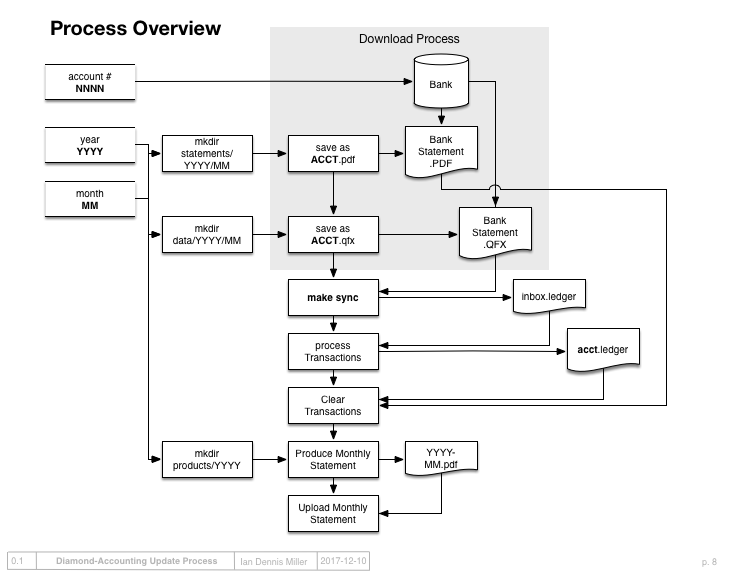 Process Overview
Download Process
account #
NNNN
Bank
year
YYYY
mkdir
statements/
YYYY/MM
save as
ACCT.pdf
Bank
Statement
.PDF
month
MM
mkdir
data/YYYY/MM
save as
ACCT.qfx
Bank
Statement
.QFX
make sync
inbox.ledger
process
Transactions
acct.ledger
Clear
Transactions
mkdir
products/YYYY
Produce Monthly
Statement
YYYY-
MM.pdf
Upload Monthly
Statement
0.1 Diamond-Accounting Update Process Ian Dennis Miller 2017-12-10 p. 8